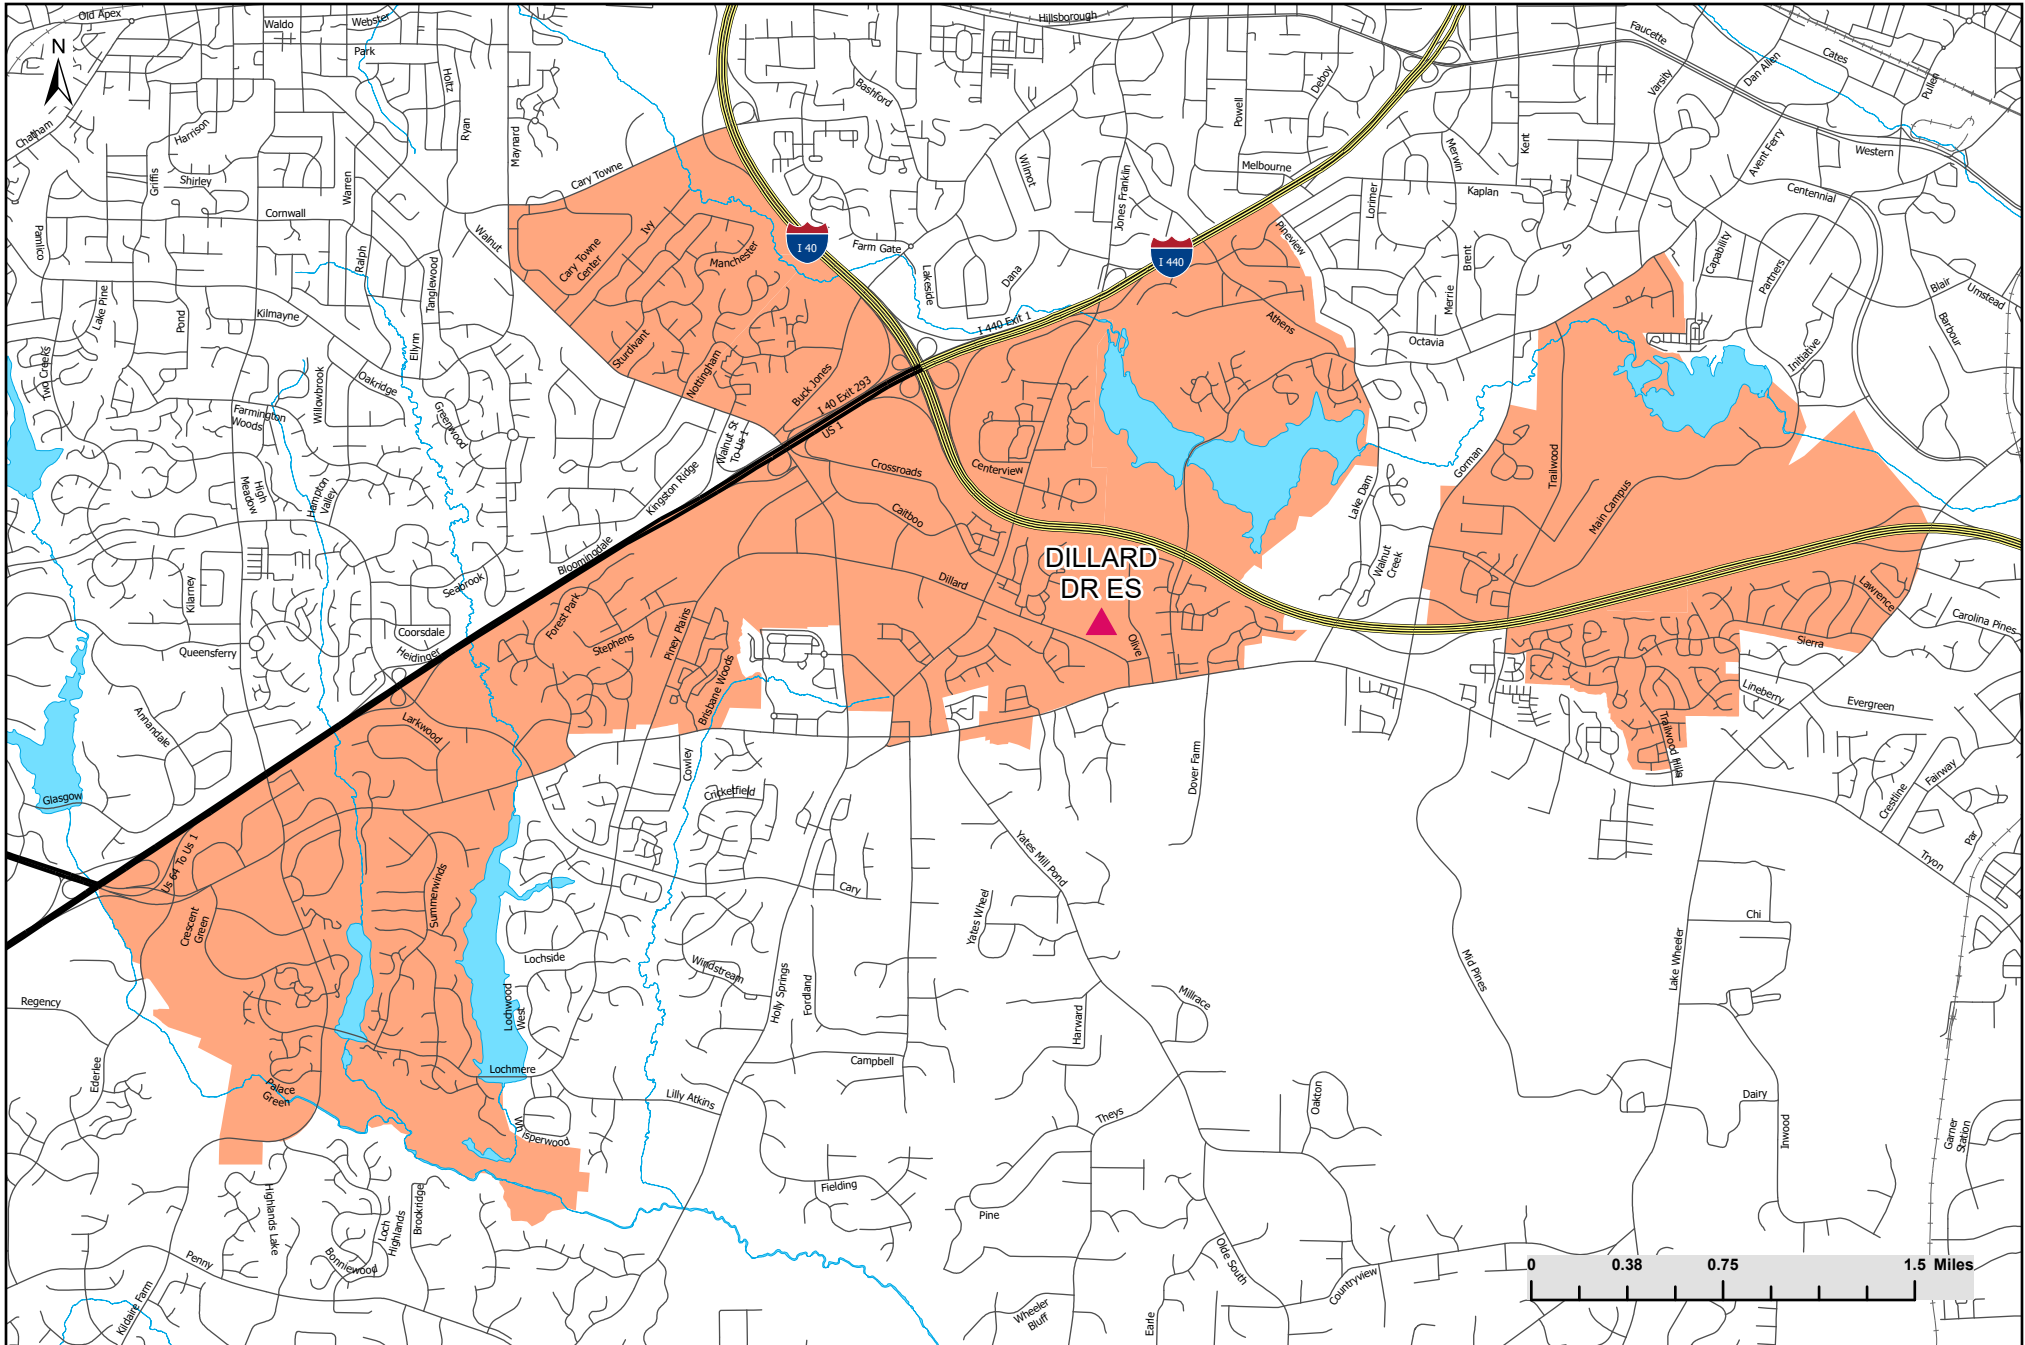 Old Apex
Waldo
Webster
Hillsborough
Faucette
N
Park
Holtz
Bashford
Deboy
Powell
Varsity
Dan Allen
Cates
Pullen
Chatham
Harrison
Ryan
Maynard
Kent
Merwin
Avent Ferry
Western
Griffis
Shirley
Warren
Cary Towne
Wilmot
Jones Franklin
Melbourne
Lorimer
Kaplan
Centennial
Cornwall
Pamlico
Walnut
Ivy
Cary Towne
Center
Manchester
I 40
Farm Gate
Lakeside
Dana
I 440
Pineview
Brent
Capability
Partners
Blair
Umstead
Barbour
Ralph
Tanglewood
Lake Pine
Pond
Kilmayne
Merrie
I 440 Exit 1
Athens
Octavia
Initiative
Two Creeks
Ellynn
Sturdivant
Nottingham
Buck Jones
I 40 Exit 293
US 1
Oakridge
Willowbrook
Greenwood
Farmington
Woods
Walnut St
To Us 1
Kingston Ridge
Crossroads
Centerview
Lake Dam
Gorman
Trailwood
Main Campus
High
Meadow
Hampton
Valley
Caitboo
Bloomingdale
Seabrook
Kilarney
Dillard
DILLARD
DR ES
Walnut
Creek
Lawrence
Carolina Pines
Sierra
Coorsdale
Heidinger
Queensferry
Forest Park
Stephens
Piney Plains
Brisbane Woods
Olive
Lineberry
Evergreen
Annandale
Larkwood
Trailwood Hills
Cowley
Dover Farm
Cricketfield
Glasgow
Fairway
Crestline
Par
Tryon
Us 64 To Us 1
Yates Mill Pond
Summerwinds
Cary
Crescent
Green
Yates Wheel
Chi
Lochside
Windstream
Holly Springs
Fordland
Mid Pines
Lake Wheeler
Regency
Lochwood
West
Millrace
Harward
Ederlee
Lochmere
Campbell
Palace
Green
Lilly Atkins
Theys
Oakton
Dairy
Inwood
Whisperwood
Garner
Station
Fielding
Pine
Highlands Lake
Loch
Highlands
Brookridge
Bonniewood
Penny
Kildaire Farm
Olde South
Countryview
Wheeler
Bluff
Earle
0 0.38 0.75 1.5 Miles